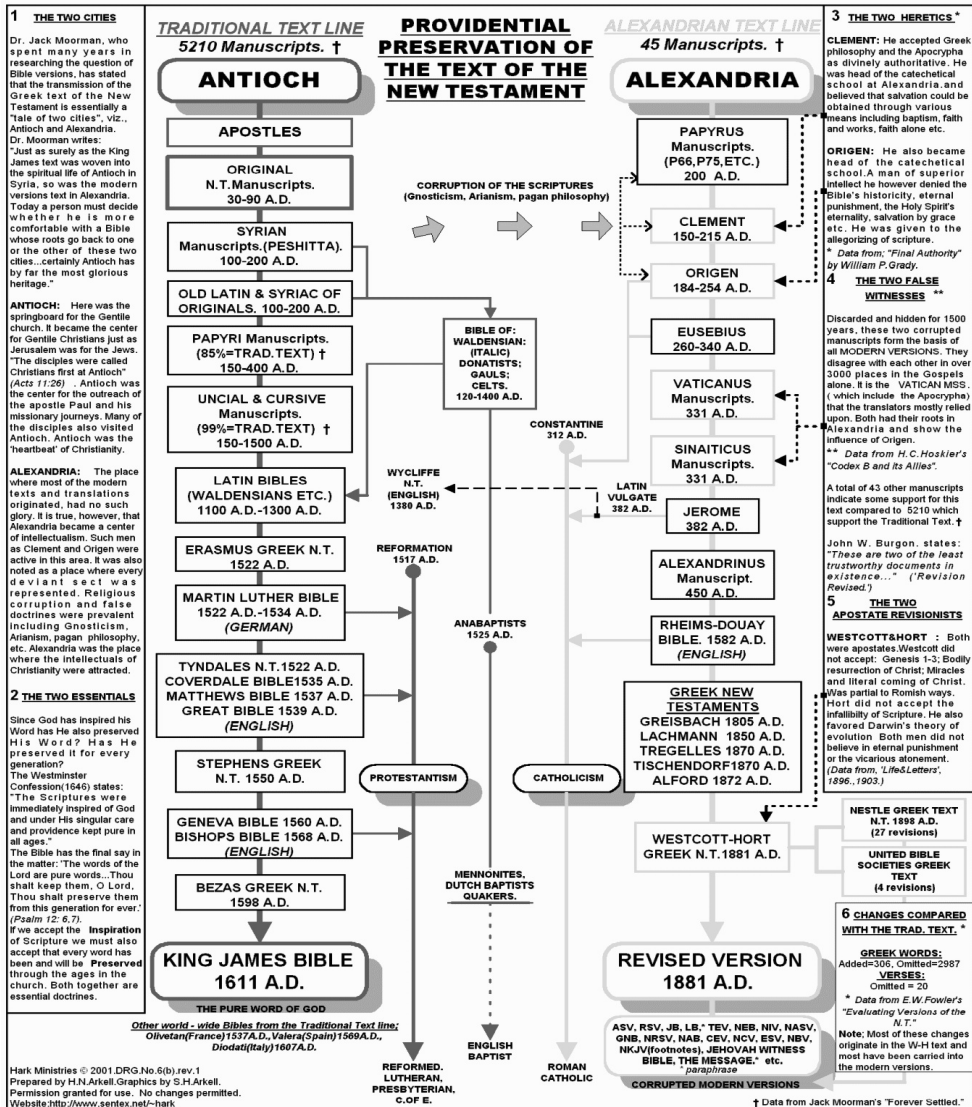 1 THE TWO CITIES
Dr. Jack Moorman, who
spent many years in
researching the question of
Bible versions, has stated
that the transmission of the
Greek text of the New
Testament is essentially a
"tale of two cities", viz.,
Antioch and Alexandria.
Dr. Moorman writes:
"Just as surely as the King
James text was woven into
the spiritual life of Antioch in
Syria, so was the modern
versions text in Alexandria.
Today a person must decide
whether he is more
comfortable with a Bible
whose roots go back to one
or the other of these two
cities...certainly Antioch has
by far the most glorious
heritage."
ANTIOCH: Here was the
springboard for the Gentile
church. It became the center
for Gentile Christians just as
Jerusalem was for the Jews.
"The disciples were called
Christians first at Antioch"
(Acts 11:26) . Antioch was
the center for the outreach of
the apostle Paul and his
missionary journeys. Many of
the disciples also visited
Antioch. Antioch was the
'heartbeat' of Christianity.
ALEXANDRIA: The place
where most of the modern
texts and translations
originated, had no such
glory. It is true, however, that
Alexandria became a center
of intellectualism. Such men
as Clement and Origen were
active in this area. It was also
noted as a place where every
deviant sect was
represented. Religious
corruption and false
doctrines were prevalent
including Gnosticism,
Arianism, pagan philosophy,
etc. Alexandria was the place
where the intellectuals of
Christianity were attracted.
2 THE TWO ESSENTIALS
Since God has inspired his
Word has He also preserved
His Word? Has He
preserved it for every
generation?
The Westminster
Confession(1646) states:
"The Scriptures were
immediately inspired of God
and under His singular care
and providence kept pure in
all ages."
The Bible has the final say in
the matter: 'The words of the
Lord are pure words...Thou
shalt keep them, O Lord,
Thou shalt preserve them
from this generation for ever.'
(Psalm 12: 6,7).
If we accept the Inspiration
of Scripture we must also
accept that every word has
been and will be Preserved
through the ages in the
church. Both together are
essential doctrines.
Hark Ministries © 2001.DRG.No.6(b).rev.1
Prepared by H.N.Arkell.Graphics by S.H.Arkell.
Permission granted for use. No changes permitted.
Website:http://www.sentex.net/~hark
PROVIDENTIAL
PRESERVATION OF
THE TEXT OF THE
NEW TESTAMENT
TRADITIONAL TEXT LINE
5210 Manuscripts. †
ANTIOCH
APOSTLES
ORIGINAL
N.T.Manuscripts.
30-90 A.D.
SYRIAN
Manuscripts.(PESHITTA).
100-200 A.D.
OLD LATIN & SYRIAC OF
ORIGINALS. 100-200 A.D.
PAPYRI Manuscripts.
(85%=TRAD.TEXT) †
150-400 A.D.
UNCIAL & CURSIVE
Manuscripts.
(99%=TRAD.TEXT) †
150-1500 A.D.
LATIN BIBLES
(WALDENSIANS ETC.)
1100 A.D.-1300 A.D.
ERASMUS GREEK N.T.
1522 A.D.
MARTIN LUTHER BIBLE
1522 A.D.-1534 A.D.
(GERMAN)
TYNDALES N.T.1522 A.D.
COVERDALE BIBLE1535 A.D.
MATTHEWS BIBLE 1537 A.D.
GREAT BIBLE 1539 A.D.
(ENGLISH)
STEPHENS GREEK
N.T. 1550 A.D.
GENEVA BIBLE 1560 A.D.
BISHOPS BIBLE 1568 A.D.
(ENGLISH)
BEZAS GREEK N.T.
1598 A.D.
KING JAMES BIBLE
1611 A.D.
THE PURE WORD OF GOD
Other world - wide Bibles from the Traditional Text line;
Olivetan(France)1537A.D.,Valera(Spain)1569A.D.,
Diodati(Italy)1607A.D.
CORRUPTION OF THE SCRIPTURES
(Gnosticism, Arianism, pagan philosophy)
BIBLE OF:
WALDENSIAN:
(ITALIC)
DONATISTS;
GAULS;
CELTS.
120-1400 A.D.
CONSTANTINE
312 A.D.
WYCLIFFE
N.T.
(ENGLISH)
1380 A.D.
LATIN
VULGATE
382 A.D.
REFORMATION
1517 A.D.
ANABAPTISTS
1525 A.D.
PROTESTANTISM
CATHOLICISM
MENNONITES,
DUTCH BAPTISTS
QUAKERS.
REFORMED.
LUTHERAN,
PRESBYTERIAN,
C.OF E.
ENGLISH
BAPTIST
ROMAN
CATHOLIC
ALEXANDRIAN TEXT LINE
45 Manuscripts. †
ALEXANDRIA
PAPYRUS
Manuscripts.
(P66,P75,ETC.)
200 A.D.
CLEMENT
150-215 A.D.
ORIGEN
184-254 A.D.
EUSEBIUS
260-340 A.D.
VATICANUS
Manuscripts.
331 A.D.
SINAITICUS
Manuscripts.
331 A.D.
JEROME
382 A.D.
ALEXANDRINUS
Manuscript.
450 A.D.
RHEIMS-DOUAY
BIBLE. 1582 A.D.
(ENGLISH)
GREEK NEW
TESTAMENTS
GREISBACH 1805 A.D.
LACHMANN 1850 A.D.
TREGELLES 1870 A.D.
TISCHENDORF1870 A.D.
ALFORD 1872 A.D.
WESTCOTT-HORT
GREEK N.T.1881 A.D.
REVISED VERSION
1881 A.D.
ASV, RSV, JB, LB,* TEV, NEB, NIV, NASV,
GNB, NRSV, NAB, CEV, NCV, ESV, NBV,
NKJV(footnotes), JEHOVAH WITNESS
BIBLE, THE MESSAGE.* etc.
* paraphrase
CORRUPTED MODERN VERSIONS
3 THE TWO HERETICS *
CLEMENT: He accepted Greek
philosophy and the Apocrypha
as divinely authoritative. He
was head of the catechetical
school at Alexandria.and
believed that salvation could be
obtained through various
means including baptism, faith
and works, faith alone etc.
ORIGEN: He also became
head of the catechetical
school.A man of superior
intellect he however denied the
Bible's historicity, eternal
punishment, the Holy Spirit's
eternality, salvation by grace
etc. He was given to the
allegorizing of scripture.
* Data from; "Final Authority"
by William P.Grady.
4 THE TWO FALSE
WITNESSES **
Discarded and hidden for 1500
years, these two corrupted
manuscripts form the basis of
all MODERN VERSIONS. They
disagree with each other in over
3000 places in the Gospels
alone. It is the VATICAN MSS.
( which include the Apocrypha)
that the translators mostly relied
upon. Both had their roots in
Alexandria and show the
influence of Origen.
** Data from H.C.Hoskier's
"Codex B and its Allies".
A total of 43 other manuscripts
indicate some support for this
text compared to 5210 which
support the Traditional Text. †
John W. Burgon. states:
"These are two of the least
trustworthy documents in
existence..." ('Revision
Revised.')
5 THE TWO
APOSTATE REVISIONISTS
WESTCOTT&HORT : Both
were apostates.Westcott did
not accept: Genesis 1-3; Bodily
resurrection of Christ; Miracles
and literal coming of Christ.
Was partial to Romish ways.
Hort did not accept the
infallibilty of Scripture. He also
favored Darwin's theory of
evolution Both men did not
believe in eternal punishment
or the vicarious atonement.
(Data from, 'Life&Letters',
1896.,1903.)
NESTLE GREEK TEXT
N.T. 1898 A.D.
(27 revisions)
UNITED BIBLE
SOCIETIES GREEK
TEXT
(4 revisions)
6 CHANGES COMPARED
WITH THE TRAD. TEXT. *
GREEK WORDS:
Added=306, Omitted=2987
VERSES:
Omitted = 20
* Data from E.W.Fowler's
"Evaluating Versions of the
N.T."
Note; Most of these changes
originate in the W-H text and
most have been carried into
the modern versions.
† Data from Jack Moorman's "Forever Settled."